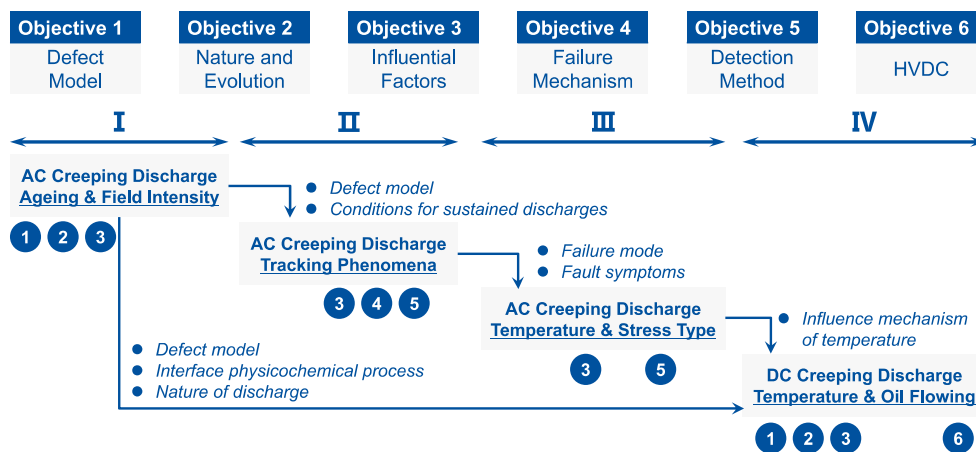 Objective 1
Defect
Model
Objective 2
Nature and
Evolution
Objective 3
Influential
Factors
Objective 4
Failure
Mechanism
Objective 5
Detection
Method
Objective 6
HVDC
I
II
III
IV
AC Creeping Discharge
Ageing & Field Intensity
1 2 3
Defect model
Conditions for sustained discharges
AC Creeping Discharge
Tracking Phenomena
3 4 5
Failure mode
Fault symptoms
AC Creeping Discharge
Temperature & Stress Type
3 5
Influence mechanism
of temperature
Defect model
Interface physicochemical process
Nature of discharge
DC Creeping Discharge
Temperature & Oil Flowing
1 2 3 6